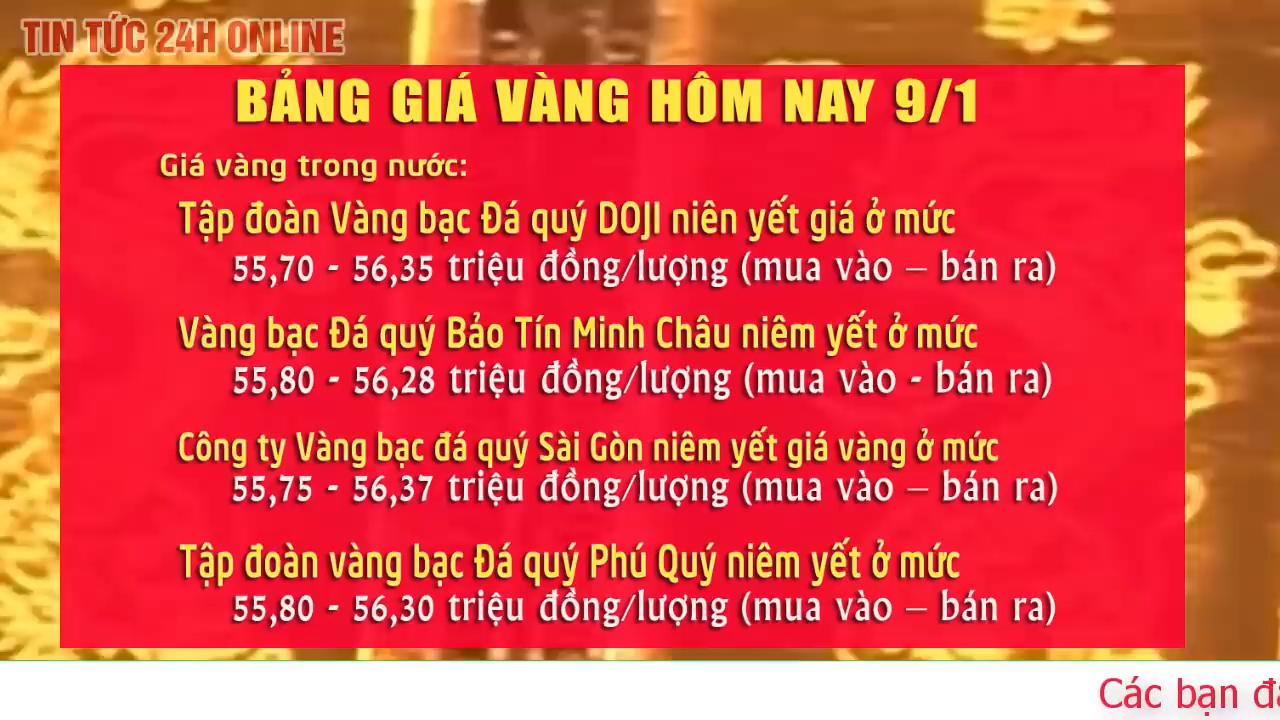 TIN TỨC 24H ONLINE
BẢNG GIÁ VÀNG HÔM NAY 9/1
Giá vàng trong nước:
Tập đoàn Vàng bạc Đá quý DOJI niên yết giá ở mức
55,70 - 56,35 triệu đồng/lượng (mua vào – bán ra)
Vàng bạc Đá quý Bảo Tín Minh Châu niêm yết ở mức
55,80 - 56,28 triệu đồng/lượng (mua vào - bán ra)
Công ty Vàng bạc đá quý Sài Gòn niêm yết giá vàng ở mức
55,75 - 56,37 triệu đồng/lượng (mua vào – bán ra)
Tập đoàn vàng bạc Đá quý Phú Quý niêm yết ở mức
55,80 - 56,30 triệu đồng/lượng (mua vào – bán ra)
Các bạn